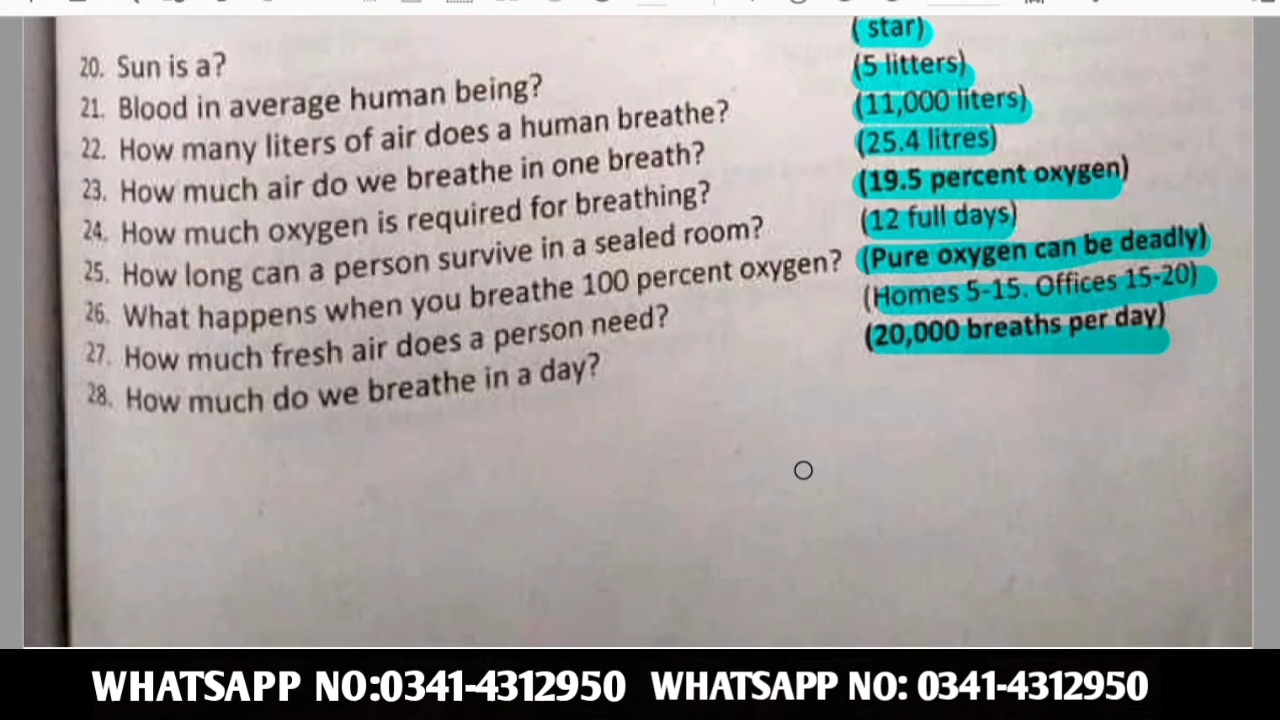 20. Sun is a? (star)
21. Blood in average human being? (5 litters)
22. How many liters of air does a human breathe? (11,000 liters)
23. How much air do we breathe in one breath? (25.4 litres)
24. How much oxygen is required for breathing? (19.5 percent oxygen)
25. How long can a person survive in a sealed room? (12 full days)
26. What happens when you breathe 100 percent oxygen? (Pure oxygen can be deadly)
27. How much fresh air does a person need? (Homes 5-15. Offices 15-20)
28. How much do we breathe in a day? (20,000 breaths per day)
WHATSAPP NO:0341-4312950 WHATSAPP NO: 0341-4312950